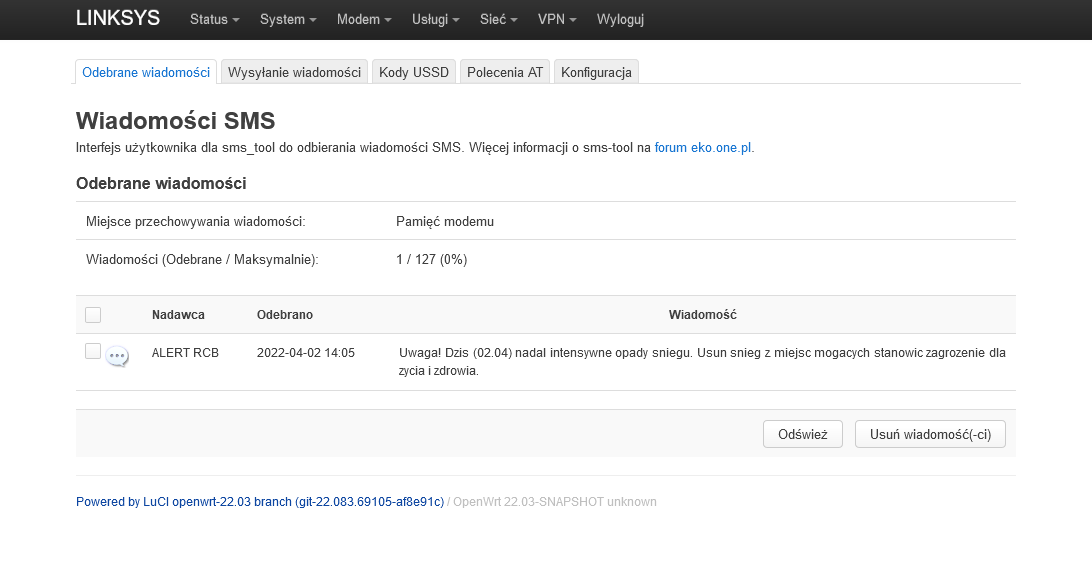 LINKSYS Status System Modem Usługi Sieć VPN Wyloguj
Odebrane wiadomości Wysyłanie wiadomości Kody USSD Polecenia AT Konfiguracja
Wiadomości SMS
Interfejs użytkownika dla sms_tool do odbierania wiadomości SMS. Więcej informacji o sms-tool na forum eko.one.pl.
Odebrane wiadomości
Miejsce przechowywania wiadomości: Pamięć modemu
Wiadomości (Odebrane / Maksymalnie): 1 / 127 (0%)
Nadawca Odebrano Wiadomość
ALERT RCB 2022-04-02 14:05 Uwaga! Dzis (02.04) nadal intensywne opady sniegu. Usun snieg z miejsc mogacych stanowic zagrozenie dla
zycia i zdrowia.
Odśwież Usuń wiadomość(-ci)
Powered by LuCI openwrt-22.03 branch (git-22.083.69105-af8e91c) / OpenWrt 22.03-SNAPSHOT unknown